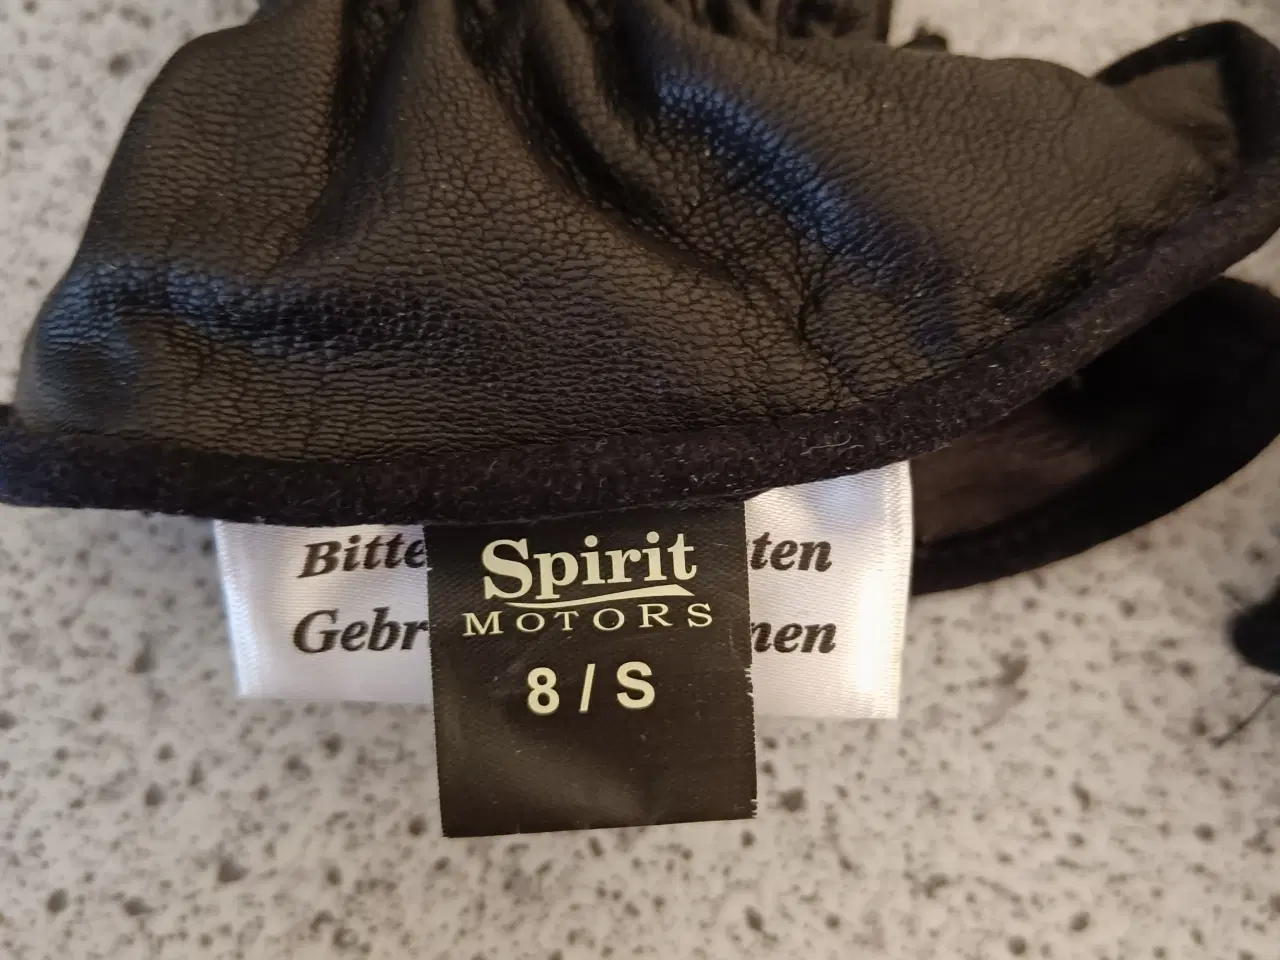 Spirit
MOTORS
8 / S
Bitte ten
Gebr nen